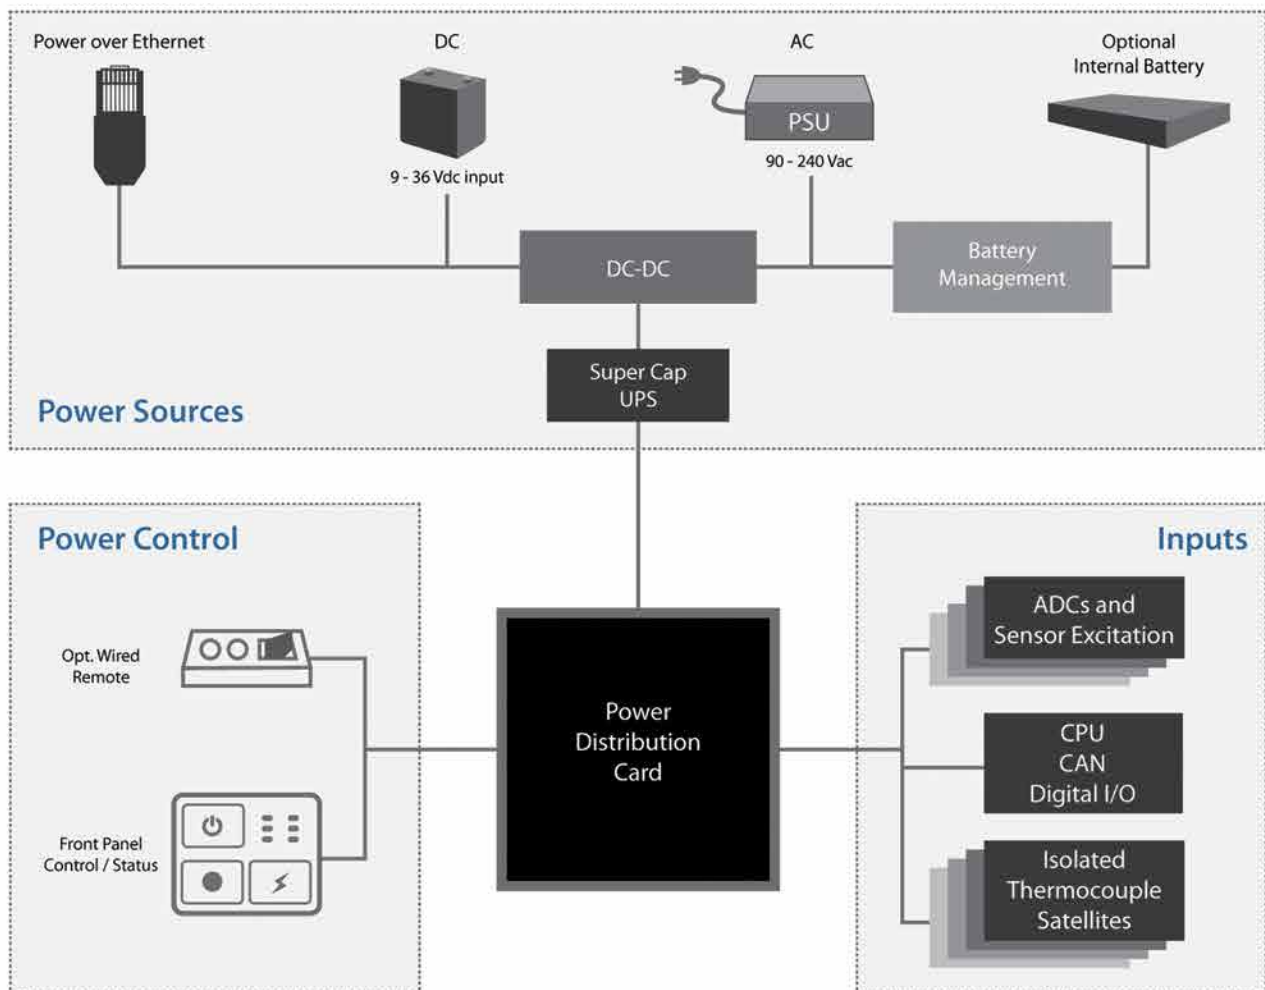 Power over Ethernet
DC
AC
Optional
Internal Battery
PSU
9 - 36 Vdc input
90 - 240 Vac
DC-DC
Battery
Management
Super Cap
UPS
Power Sources
Power Control
Opt. Wired
Remote
Front Panel
Control / Status
Power
Distribution
Card
Inputs
ADCs and
Sensor Excitation
CPU
CAN
Digital I/O
Isolated
Thermocouple
Satellites